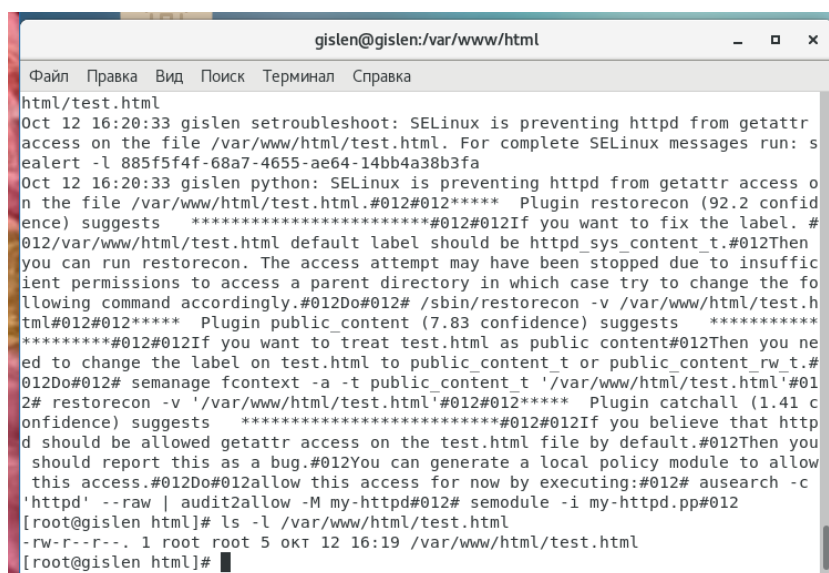 gislen@gislen:/var/www/html
Файл Правка Вид Поиск Терминал Справка
html/test.html
Oct 12 16:20:33 gislen setroubleshoot: SELinux is preventing httpd from getattr
access on the file /var/www/html/test.html. For complete SELinux messages run: s
ealert -l 885f5f4f-68a7-4655-ae64-14bb4a38b3fa
Oct 12 16:20:33 gislen python: SELinux is preventing httpd from getattr access o
n the file /var/www/html/test.html.#012#012*****  Plugin restorecon (92.2 confid
ence) suggests   ************************#012#012If you want to fix the label. #
012/var/www/html/test.html default label should be httpd_sys_content_t.#012Then
you can run restorecon. The access attempt may have been stopped due to insuffic
ient permissions to access a parent directory in which case try to change the fo
llowing command accordingly.#012Do#012# /sbin/restorecon -v /var/www/html/test.h
tml#012#012*****  Plugin public_content (7.83 confidence) suggests   ***********
*********#012#012If you want to treat test.html as public content#012Then you ne
ed to change the label on test.html to public_content_t or public_content_rw_t.#
012Do#012# semanage fcontext -a -t public_content_t '/var/www/html/test.html'#01
2# restorecon -v '/var/www/html/test.html'#012#012*****  Plugin catchall (1.41 c
onfidence) suggests   **************************#012#012If you believe that http
d should be allowed getattr access on the test.html file by default.#012Then you
 should report this as a bug.#012You can generate a local policy module to allow
 this access.#012Do#012allow this access for now by executing:#012# ausearch -c
'httpd' --raw | audit2allow -M my-httpd#012# semodule -i my-httpd.pp#012
[root@gislen html]# ls -l /var/www/html/test.html
-rw-r--r--. 1 root root 5 окт 12 16:19 /var/www/html/test.html
[root@gislen html]#